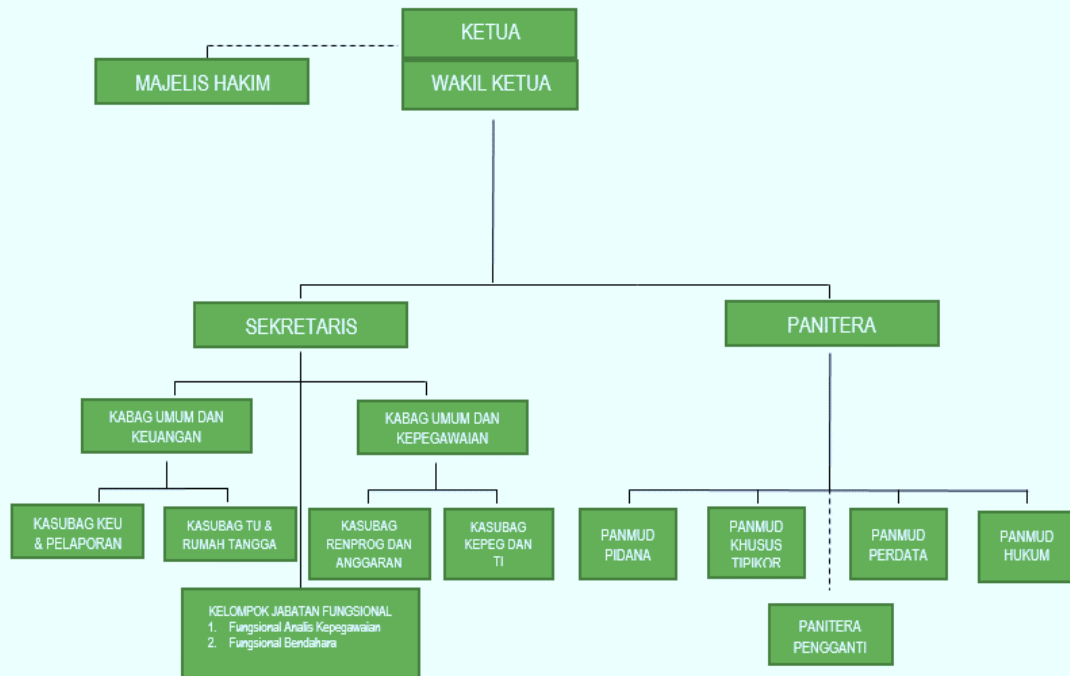 KETUA
MAJELIS HAKIM
WAKIL KETUA
SEKRETARIS
PANITERA
KABAG UMUM DAN
KEUANGAN
KABAG UMUM DAN
KEPEGAWAIAN
KASUBAG KEU
& PELAPORAN
KASUBAG TU &
RUMAH TANGGA
KASUBAG
RENPROG DAN
ANGGARAN
KASUBAG
KEPEG DAN
TI
PANMUD
PIDANA
PANMUD
KHUSUS
TIPIKOR
PANMUD
PERDATA
PANMUD
HUKUM
KELOMPOK JABATAN FUNGSIONAL
1. Fungsional Analis Kepegawaian
2. Fungsional Bendahara
PANITERA
PENGGANTI